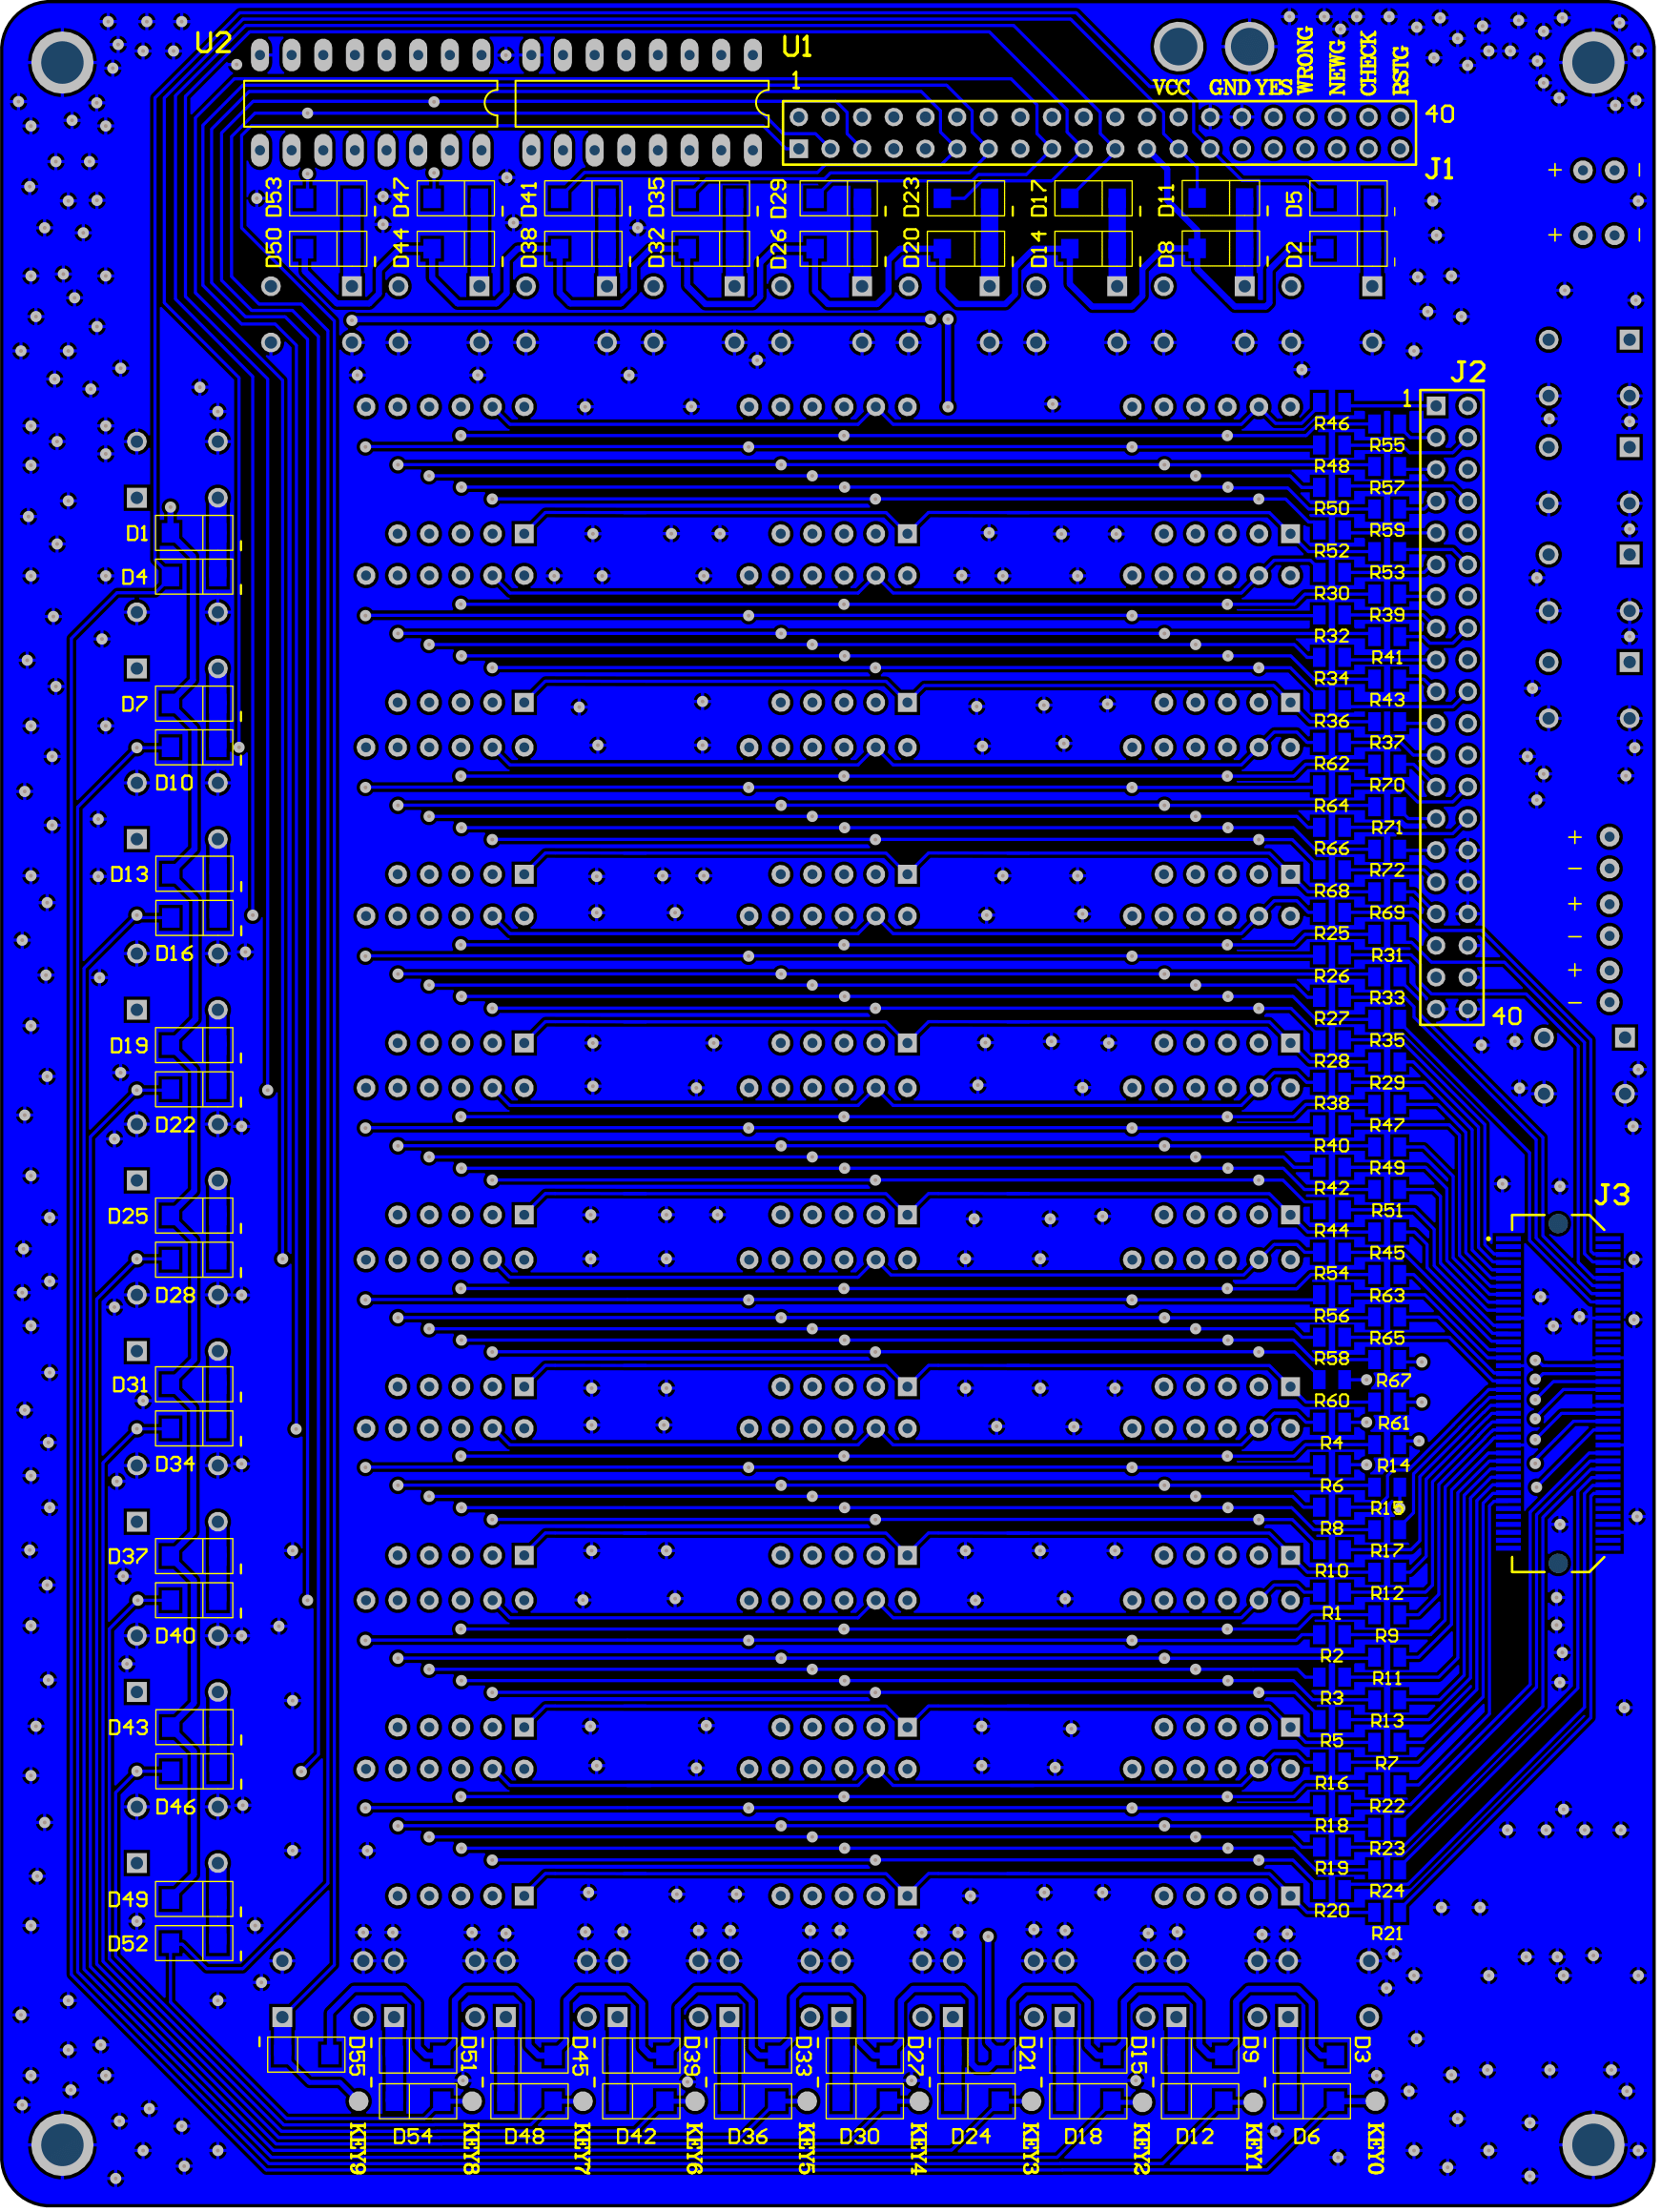 U2
U1
1
VCC
GND
YES
WRONG
NEWG
CHECK
RSTG
40
J1
D53
D47
D41
D35
D29
D23
D17
D11
D5
D50
D44
D38
D32
D26
D20
D14
D8
D2
+ -
+ -
J2
1
R46
R55
R48
R57
R50
R59
R52
R53
R30
R39
R32
R41
R34
R43
R36
R37
R62
R70
R64
R71
R66
R72
R68
R69
R25
R31
R26
R33
R27
R35
R28
R29
R38
R47
R40
R49
R42
R51
R44
R45
R54
R63
R56
R65
R58
R67
R60
R61
R4
R14
R6
R15
R8
R17
R10
R12
R1
R9
R2
R11
R3
R13
R5
R7
R16
R22
R18
R23
R19
R24
R20
R21
40
+
-
+
-
+
-
J3
D1
D4
D7
D10
D13
D16
D19
D22
D25
D28
D31
D34
D37
D40
D43
D46
D49
D52
D55
D51
D45
D39
D33
D27
D21
D15
D9
D3
D54
D48
D42
D36
D30
D24
D18
D12
D6
KEY9
KEY8
KEY7
KEY6
KEY5
KEY4
KEY3
KEY2
KEY1
KEY0